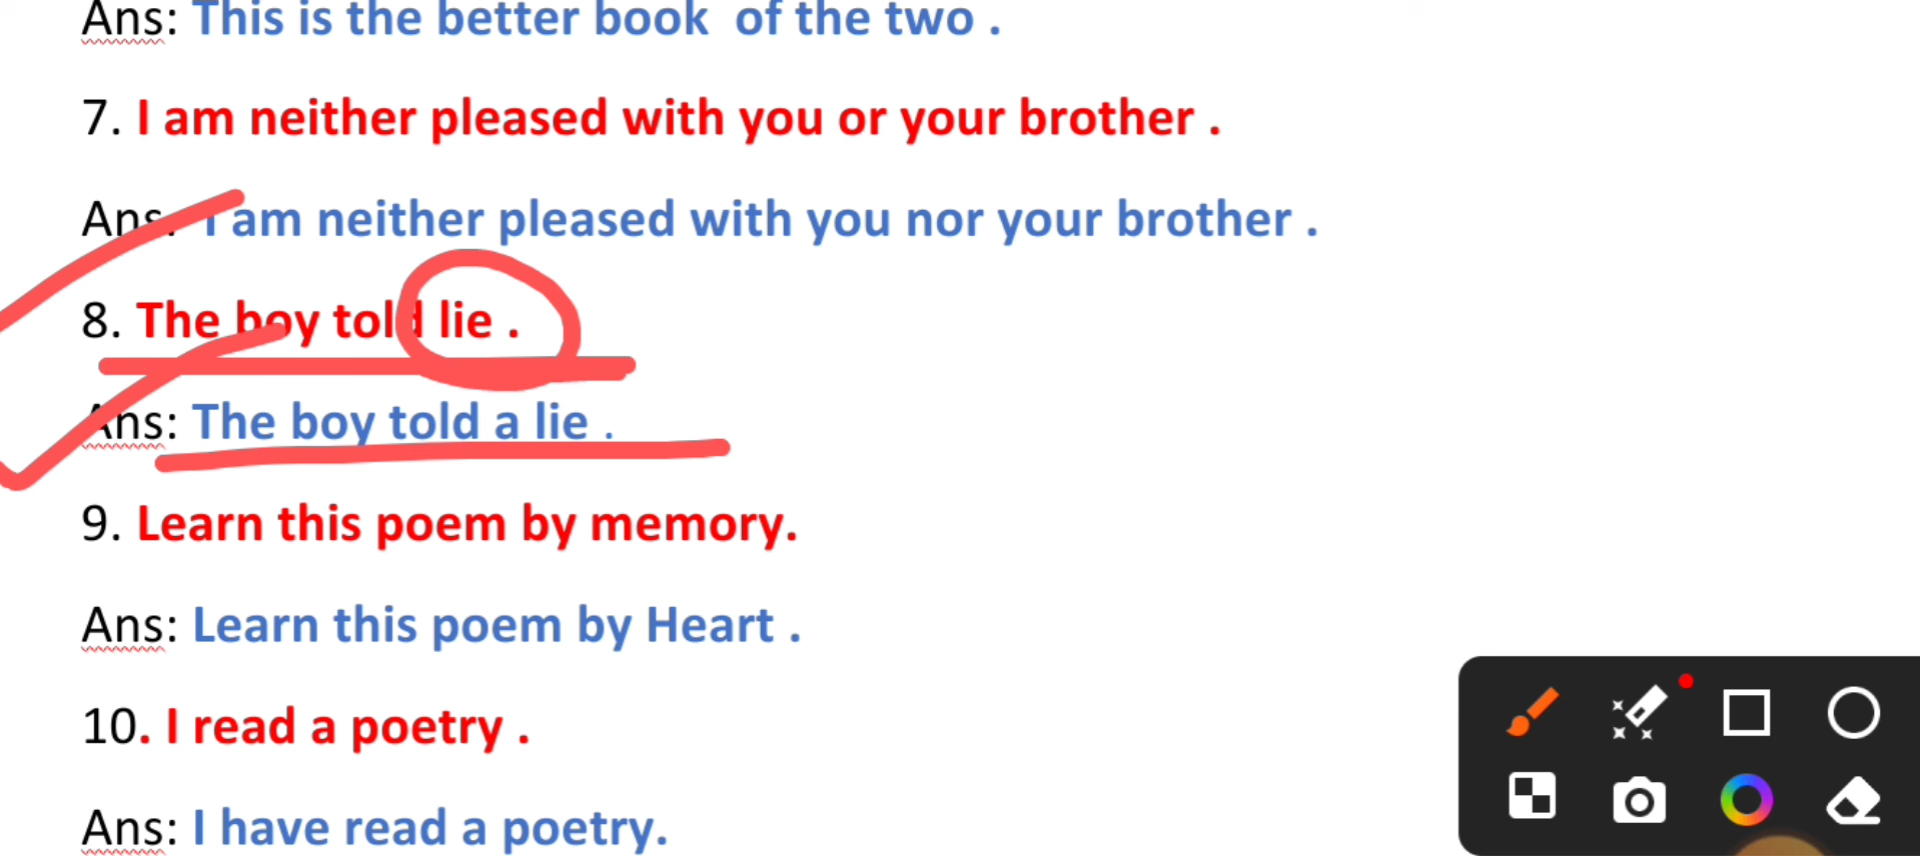 Ans: This is the better book of the two .
7. I am neither pleased with you or your brother .
Ans: I am neither pleased with you nor your brother .
8. The boy told lie .
Ans: The boy told a lie .
9. Learn this poem by memory.
Ans: Learn this poem by Heart .
10. I read a poetry .
Ans: I have read a poetry.